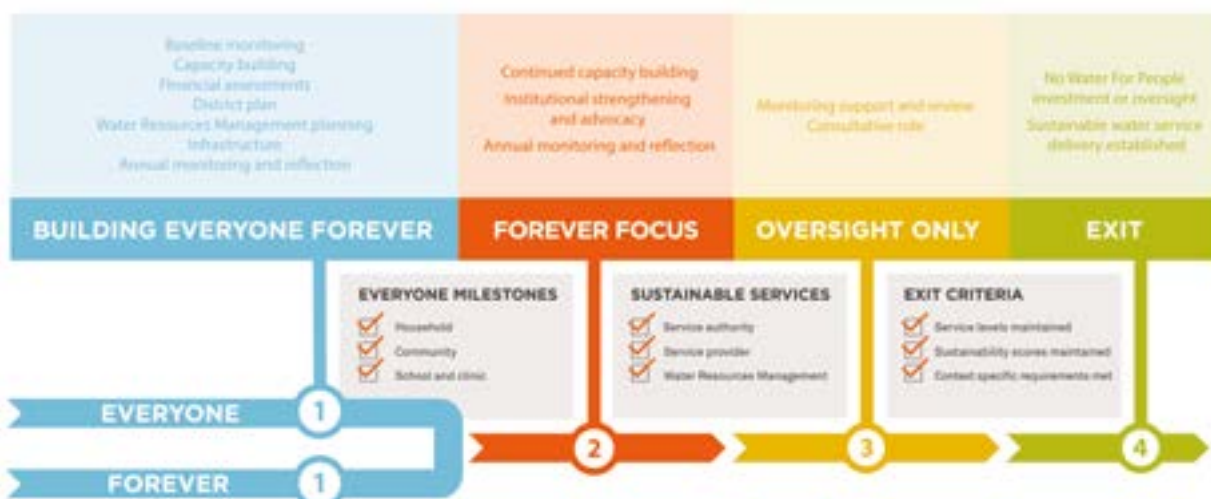 Baseline monitoring
Capacity building
Financial assessments
District plan
Water Resources Management planning
Infrastructure
Annual monitoring and reflection
Continued capacity building
Institutional strengthening
and advocacy
Annual monitoring and reflection
Monitoring support and review
Consultative role
No Water For People
investment or oversight
Sustainable water service
delivery established
BUILDING EVERYONE FOREVER
FOREVER FOCUS
OVERSIGHT ONLY
EXIT
EVERYONE MILESTONES
Household
Community
School and clinic
SUSTAINABLE SERVICES
Service authority
Service provider
Water Resources Management
EXIT CRITERIA
Service levels maintained
Sustainability scores maintained
Context specific requirements met
EVERYONE 1
FOREVER 1
2
3
4